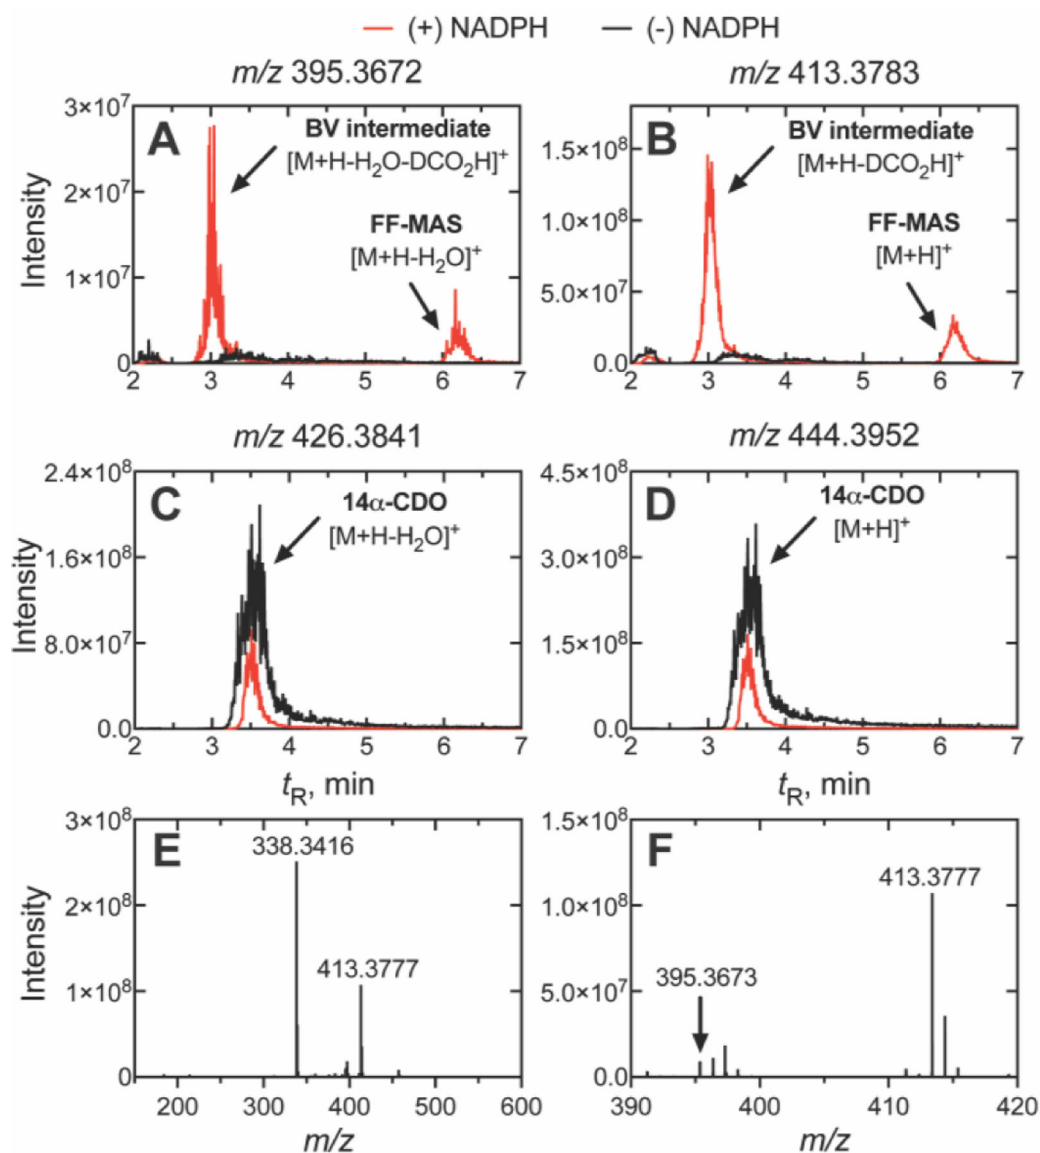 (+) NADPH (-) NADPH
m/z 395.3672 m/z 413.3783
A
BV intermediate
[M+H-H₂O-DCO₂H]⁺
FF-MAS
[M+H-H₂O]⁺
Intensity
3×10⁷
2×10⁷
1×10⁷
0
2 3 4 5 6 7
B
BV intermediate
[M+H-DCO₂H]⁺
FF-MAS
[M+H]⁺
1.5×10⁸
1.0×10⁸
5.0×10⁷
0.0
2 3 4 5 6 7
m/z 426.3841 m/z 444.3952
C
14α-CDO
[M+H-H₂O]⁺
Intensity
2.4×10⁸
1.6×10⁸
8.0×10⁷
0.0
2 3 4 5 6 7
tR, min
D
14α-CDO
[M+H]⁺
4.5×10⁸
3.0×10⁸
1.5×10⁸
0.0
2 3 4 5 6 7
tR, min
E
338.3416
413.3777
Intensity
3×10⁸
2×10⁸
1×10⁸
0
200 300 400 500 600
m/z
F
413.3777
395.3673
1.5×10⁸
1.0×10⁸
5.0×10⁷
0.0
390 400 410 420
m/z